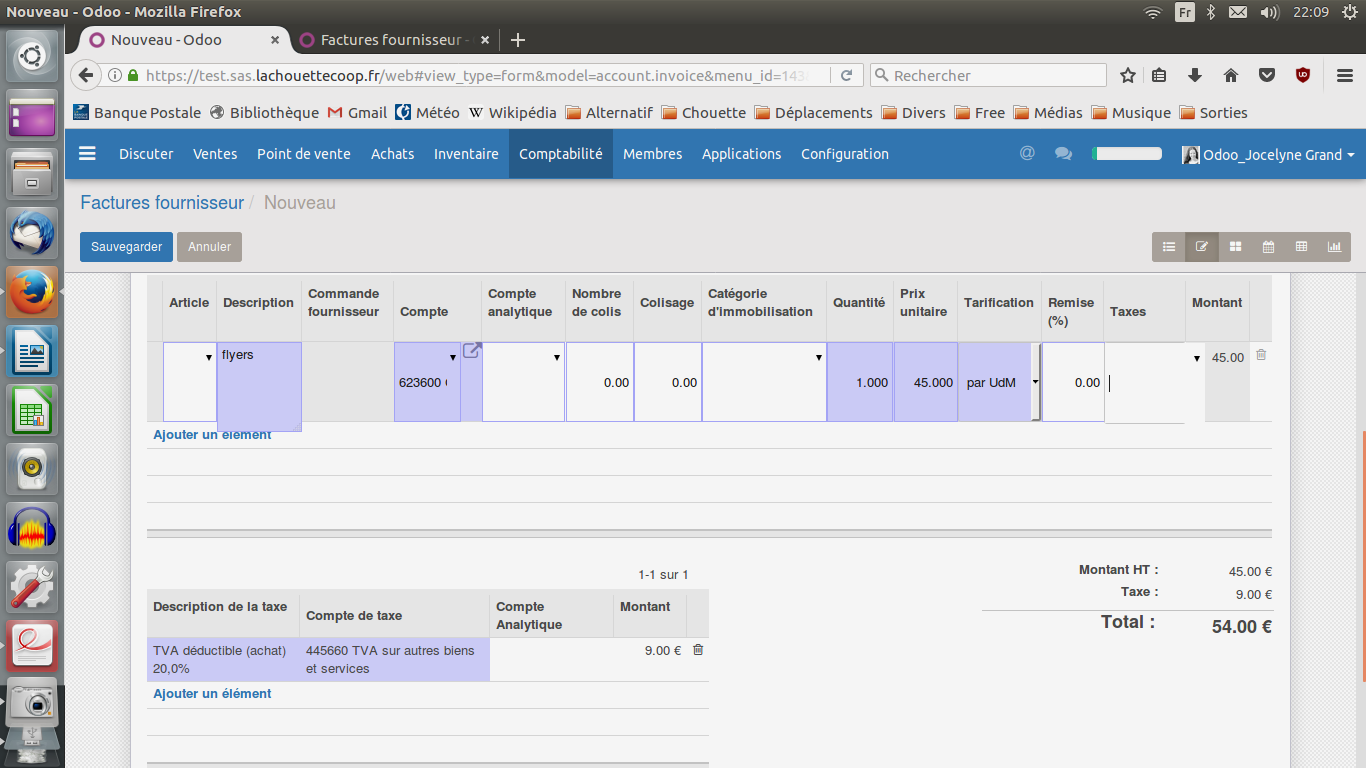 Nouveau - Odoo - Mozilla Firefox
Fr
22:09
Nouveau - Odoo
Factures fournisseur -
https://test.sas.lachouettecoop.fr/web#view_type=form&model=account.invoice&menu_id=143
Rechercher
Banque Postale
Bibliothèque
Gmail
Météo
Wikipédia
Alternatif
Chouette
Déplacements
Divers
Free
Médias
Musique
Sorties
Discuter
Ventes
Point de vente
Achats
Inventaire
Comptabilité
Membres
Applications
Configuration
@
Odoo_Jocelyne Grand
Factures fournisseur / Nouveau
Sauvegarder
Annuler
Article
Description
Commande fournisseur
Compte
Compte analytique
Nombre de colis
Colisage
Catégorie d'immobilisation
Quantité
Prix unitaire
Tarification
Remise (%)
Taxes
Montant
flyers
623600
0.00
0.00
1.000
45.000
par UdM
0.00
45.00
Ajouter un élément
1-1 sur 1
Description de la taxe
Compte de taxe
Compte Analytique
Montant
TVA déductible (achat) 20,0%
445660 TVA sur autres biens et services
9.00 €
Ajouter un élément
Montant HT : 45.00 €
Taxe : 9.00 €
Total : 54.00 €